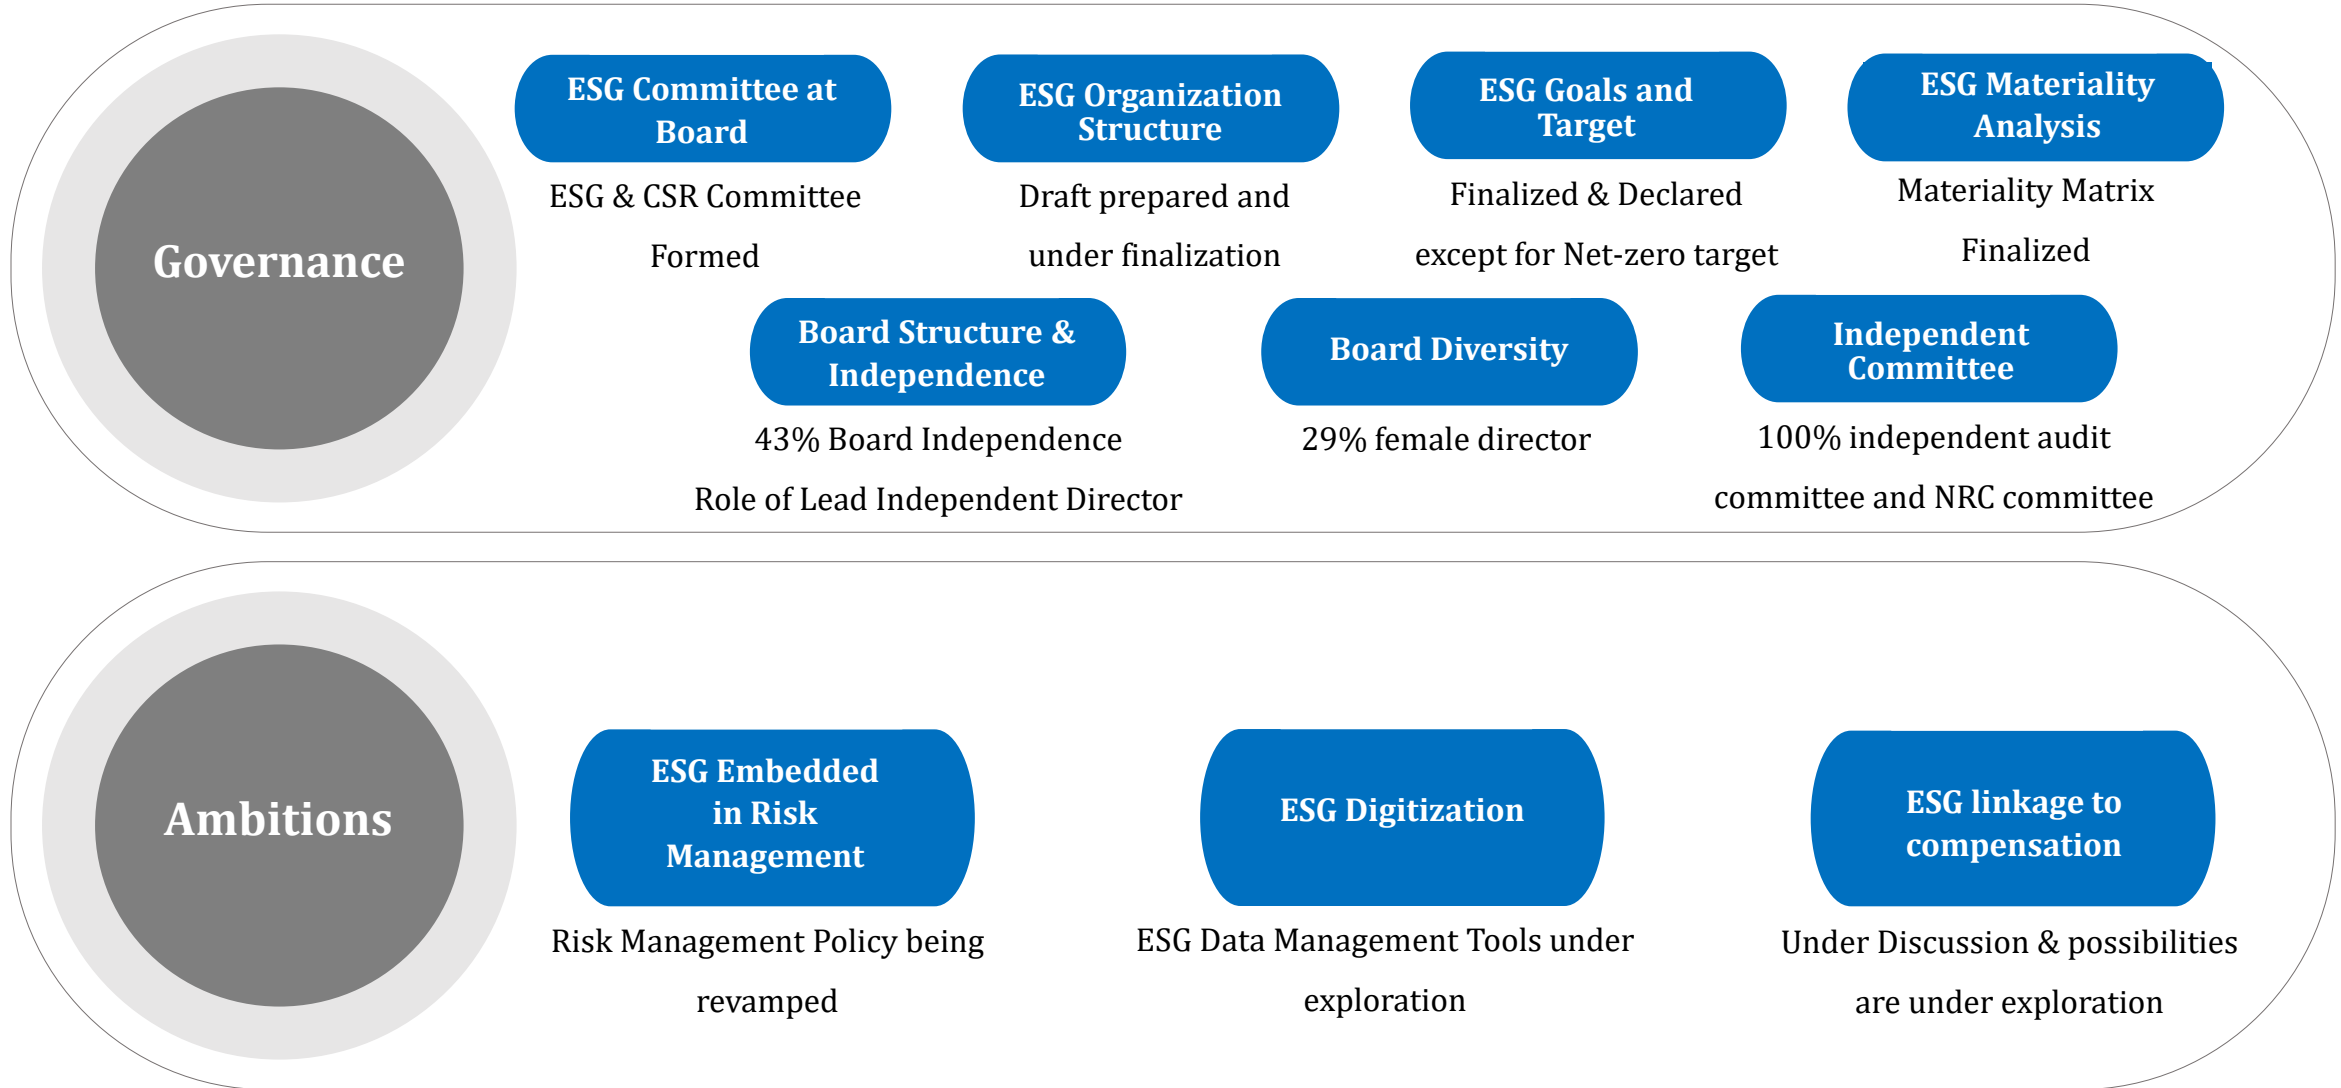 Governance
ESG Committee at
Board
ESG & CSR Committee
Formed
ESG Organization
Structure
Draft prepared and
under finalization
ESG Goals and
Target
Finalized & Declared
except for Net-zero target
ESG Materiality
Analysis
Materiality Matrix
Finalized
Board Structure &
Independence
43% Board Independence
Role of Lead Independent Director
Board Diversity
29% female director
Independent
Committee
100% independent audit
committee and NRC committee
Ambitions
ESG Embedded
in Risk
Management
Risk Management Policy being
revamped
ESG Digitization
ESG Data Management Tools under
exploration
ESG linkage to
compensation
Under Discussion & possibilities
are under exploration